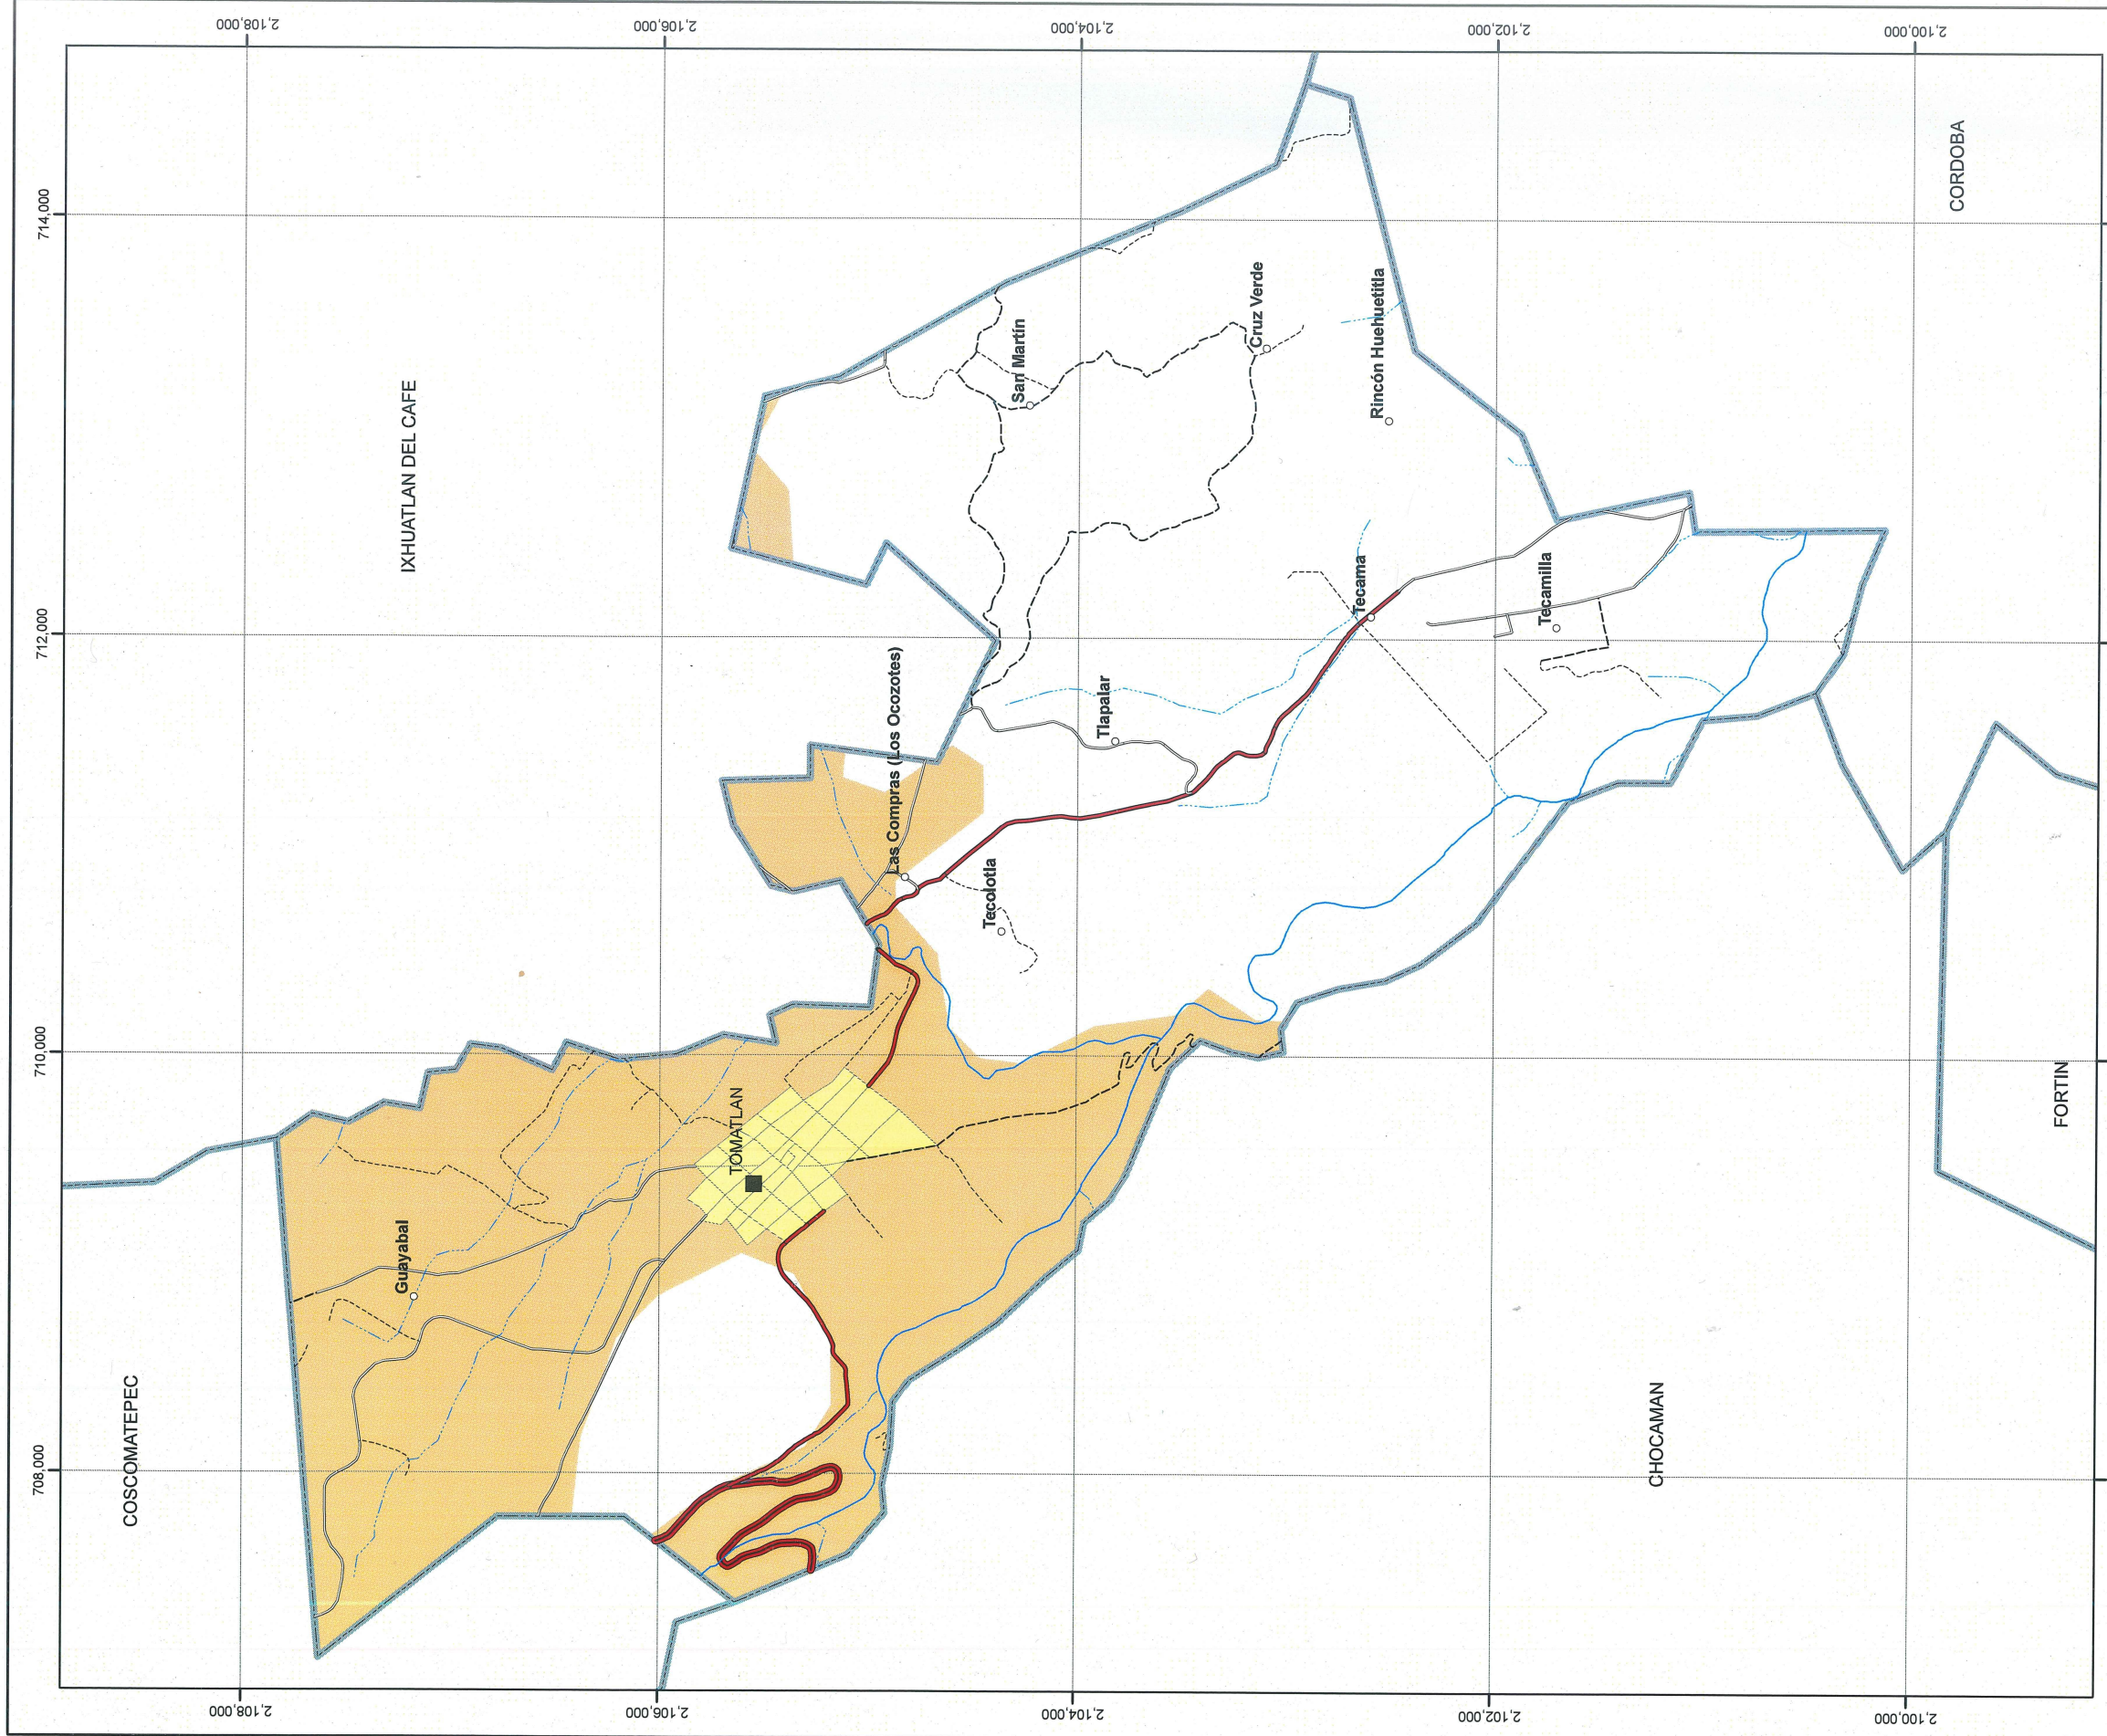 708,000
710,000
712,000
714,000
2,108,000
2,106,000
2,104,000
2,102,000
2,100,000
COSCOMATEPEC
IXHUATLAN DEL CAFE
Guayabal
TOMATLAN
Las Compras (Los Ocozotes)
Tecolotla
San Martín
Tlapalar
Cruz Verde
Tecama
Rincón Huehuetitla
Tecamilla
CHOCAMAN
CORDOBA
FORTIN
2,108,000
2,106,000
2,104,000
2,102,000
2,100,000